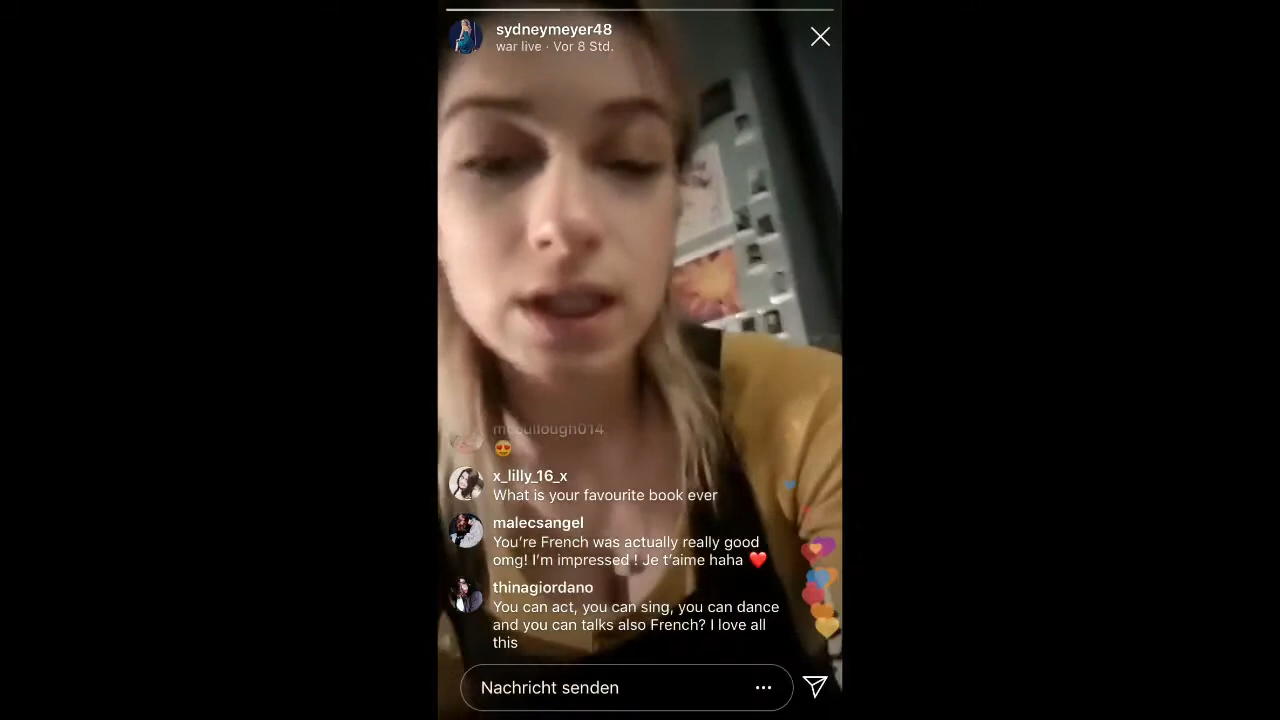 sydneymeyer48
war live · Vor 8 Std.
mccullough014
😍
x_lilly_16_x
What is your favourite book ever
malecsangel
You’re French was actually really good
omg! I’m impressed ! Je t’aime haha ❤️
thinagiordano
You can act, you can sing, you can dance
and you can talks also French? I love all
this
Nachricht senden